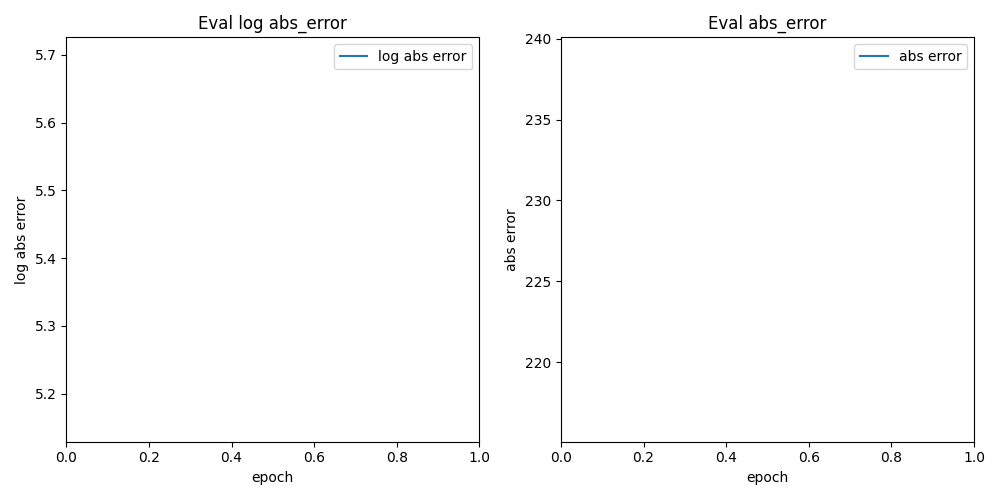 Eval log abs_error
log abs error
5.7
5.6
5.5
5.4
5.3
5.2
log abs error
0.0 0.2 0.4 0.6 0.8 1.0
epoch
Eval abs_error
abs error
240
235
230
225
220
abs error
0.0 0.2 0.4 0.6 0.8 1.0
epoch